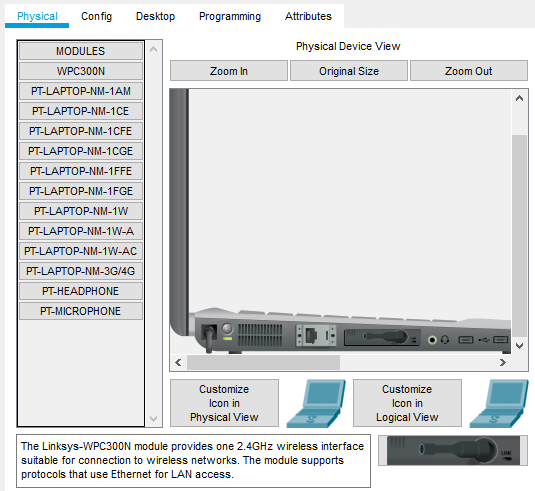 Physical Config Desktop Programming Attributes
MODULES
WPC300N
PT-LAPTOP-NM-1AM
PT-LAPTOP-NM-1CE
PT-LAPTOP-NM-1CFE
PT-LAPTOP-NM-1CGE
PT-LAPTOP-NM-1FFE
PT-LAPTOP-NM-1FGE
PT-LAPTOP-NM-1W
PT-LAPTOP-NM-1W-A
PT-LAPTOP-NM-1W-AC
PT-LAPTOP-NM-3G/4G
PT-HEADPHONE
PT-MICROPHONE
Physical Device View
Zoom In Original Size Zoom Out
Customize
Icon in
Physical View
Customize
Icon in
Logical View
The Linksys-WPC300N module provides one 2.4GHz wireless interface
suitable for connection to wireless networks. The module supports
protocols that use Ethernet for LAN access.
LINK